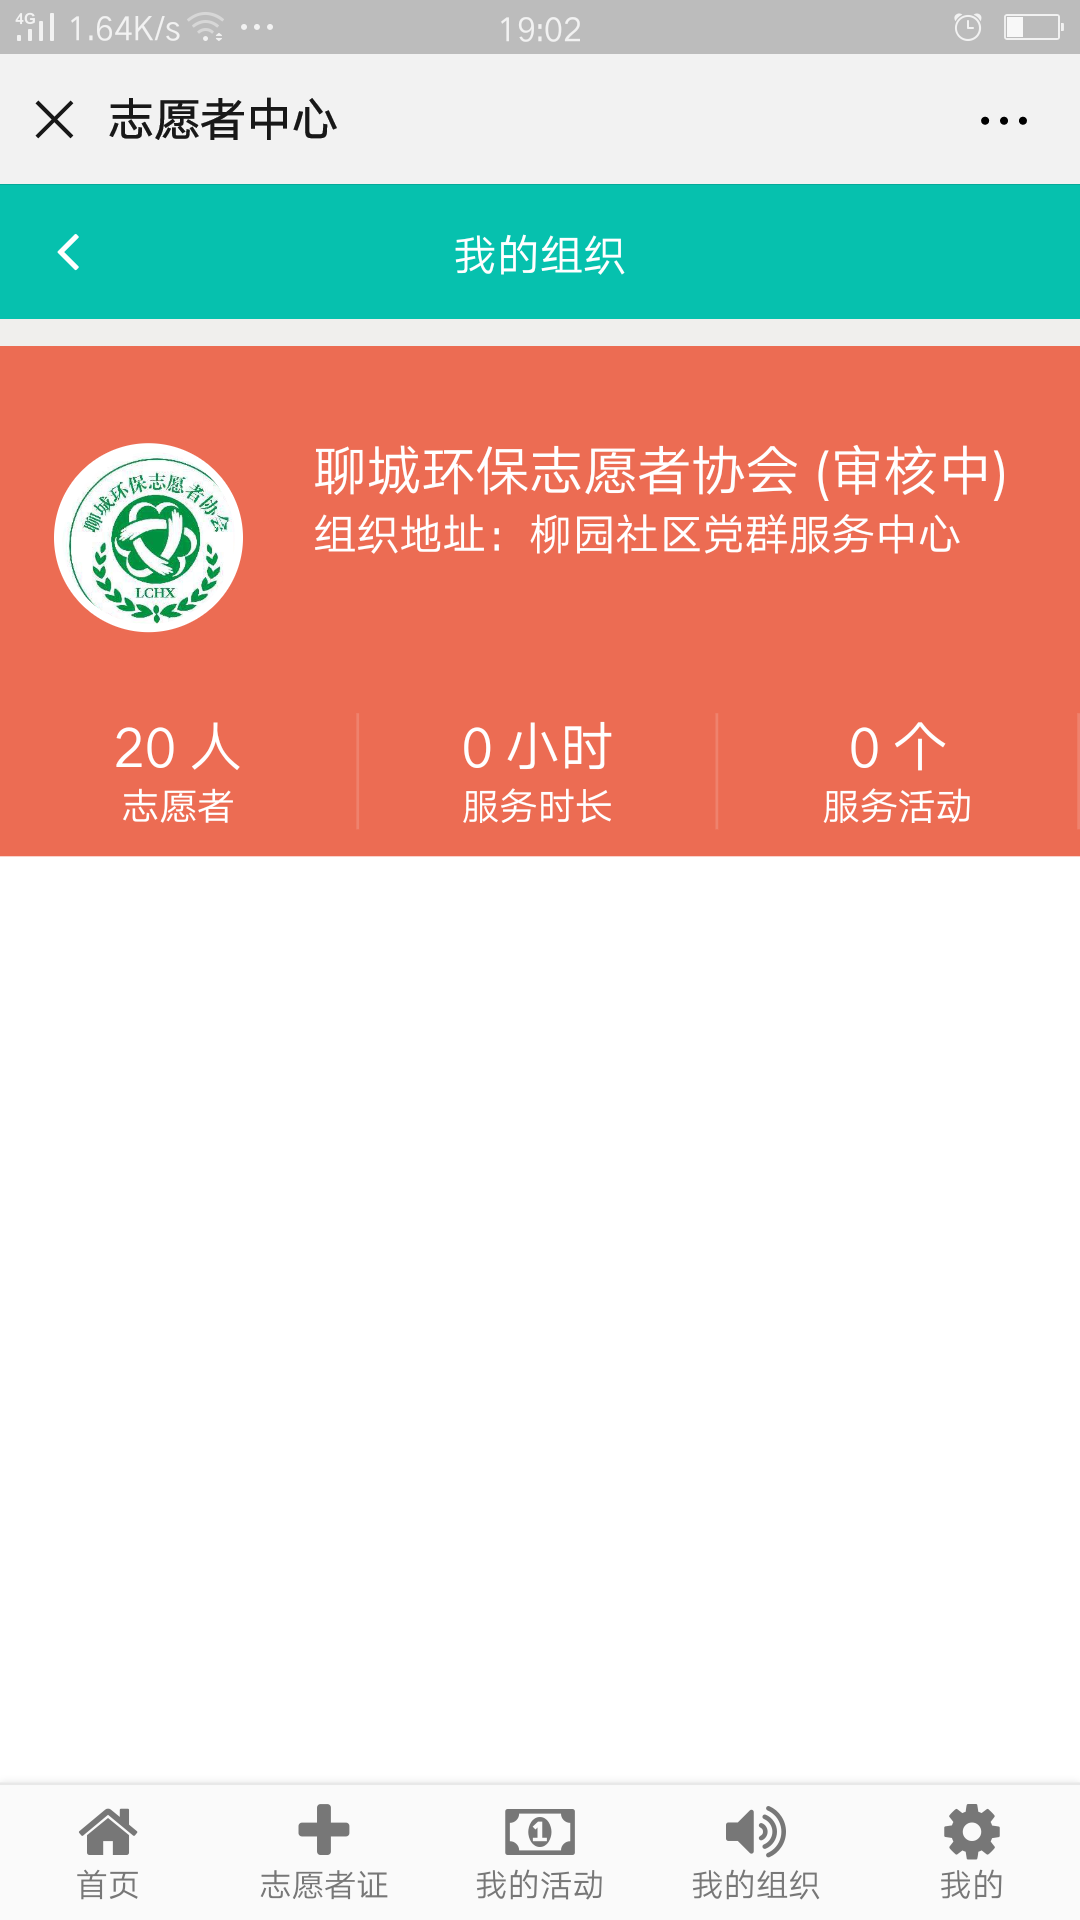 4G 1.64K/s ··· 19:02
志愿者中心
我的组织
聊城环保志愿者协会 (审核中)
组织地址：柳园社区党群服务中心
聊城环保志愿者协会
LCHX
20 人
志愿者
0 小时
服务时长
0 个
服务活动
1
首页
志愿者证
我的活动
我的组织
我的